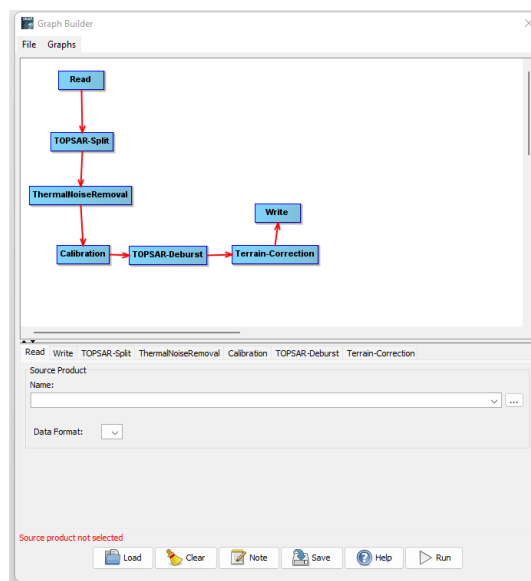 Graph Builder
File Graphs
Read
TOPSAR-Split
ThermalNoiseRemoval
Write
Calibration TOPSAR-Deburst Terrain-Correction
Read Write TOPSAR-Split ThermalNoiseRemoval Calibration TOPSAR-Deburst Terrain-Correction
Source Product
Name:
...
Data Format:
Source product not selected
Load Clear Note Save Help Run